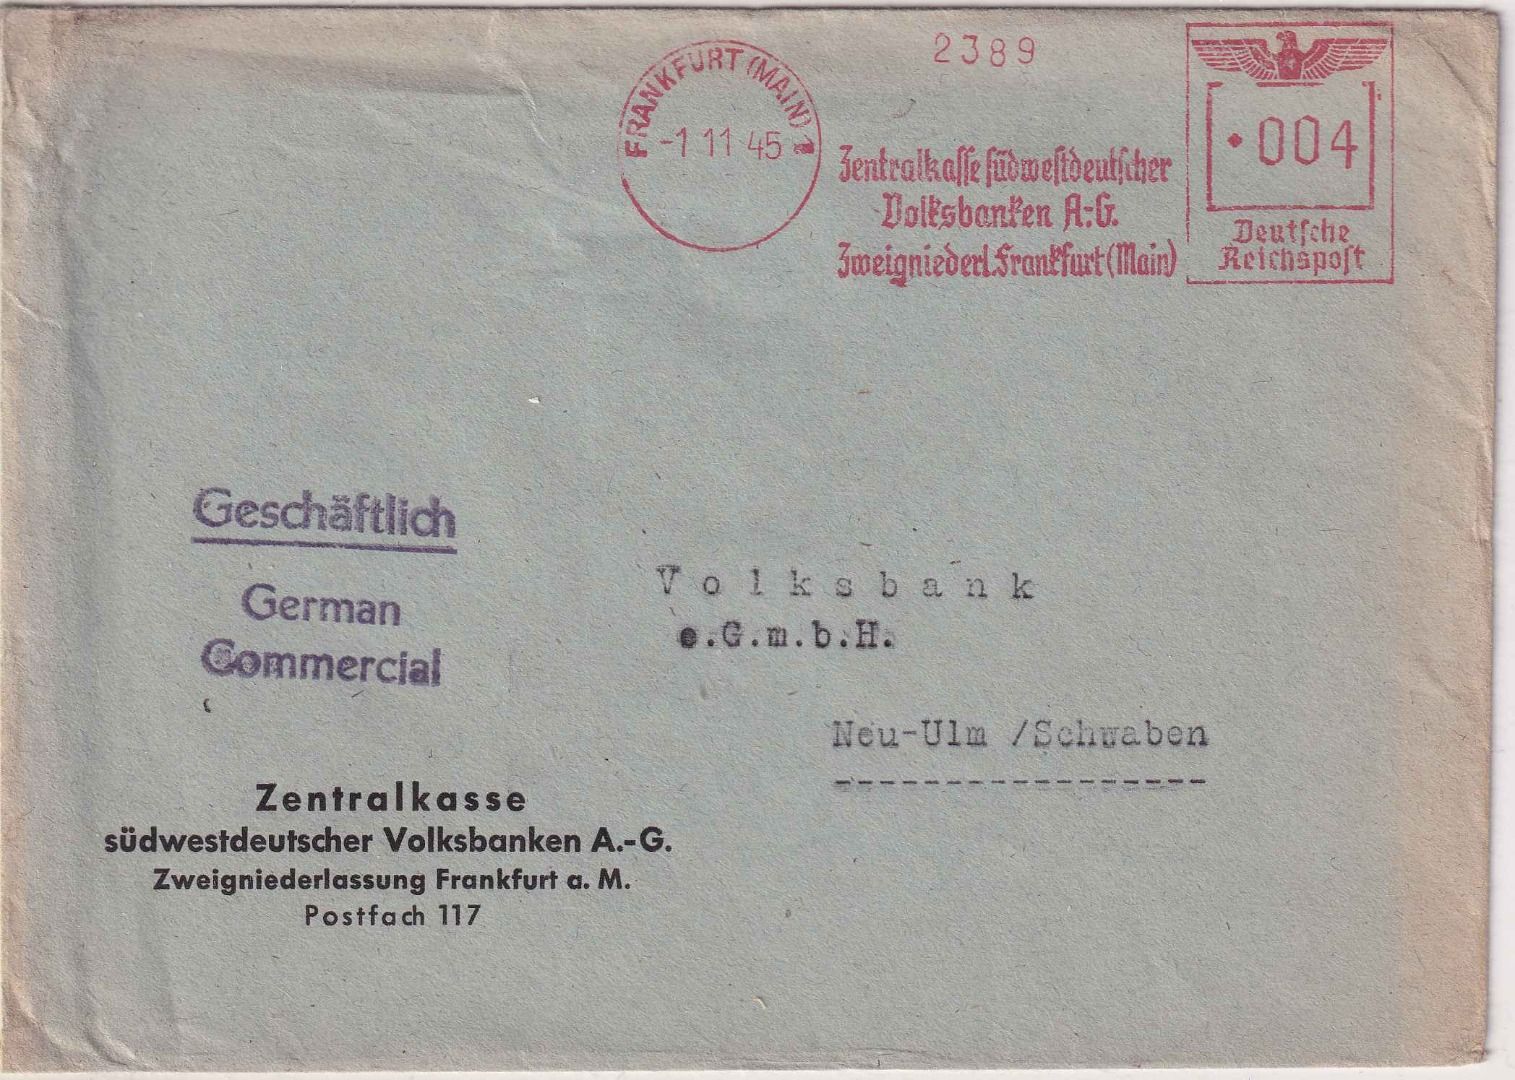 2389
FRANKFURT (MAIN) 1
-1 11 45
Zentralkasse südwestdeutscher
Volksbanken A.-G.
Zweigniederl. Frankfurt (Main)
004
Deutsche
Reichspost
Geschäftlich
German
Commercial
Volksbank
e.G.m.b.H.
Neu-Ulm /Schwaben
Zentralkasse
südwestdeutscher Volksbanken A.-G.
Zweigniederlassung Frankfurt a. M.
Postfach 117